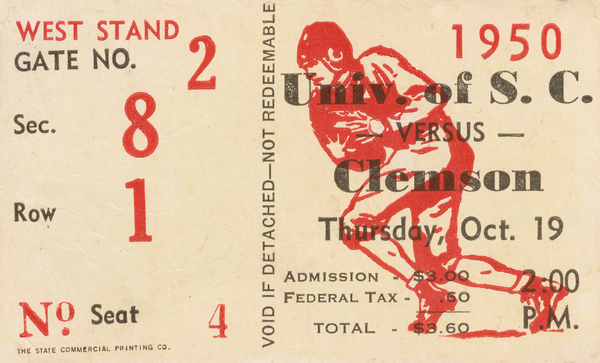 WEST STAND
GATE NO. 2
Sec. 8
Row 1
No Seat 4
THE STATE COMMERCIAL PRINTING CO.
VOID IF DETACHED—NOT REDEEMABLE
1950
Univ. of S. C.
— VERSUS —
Clemson
Thursday, Oct. 19
ADMISSION - $3.00
FEDERAL TAX - .60
TOTAL - $3.60
2:00
P.M.